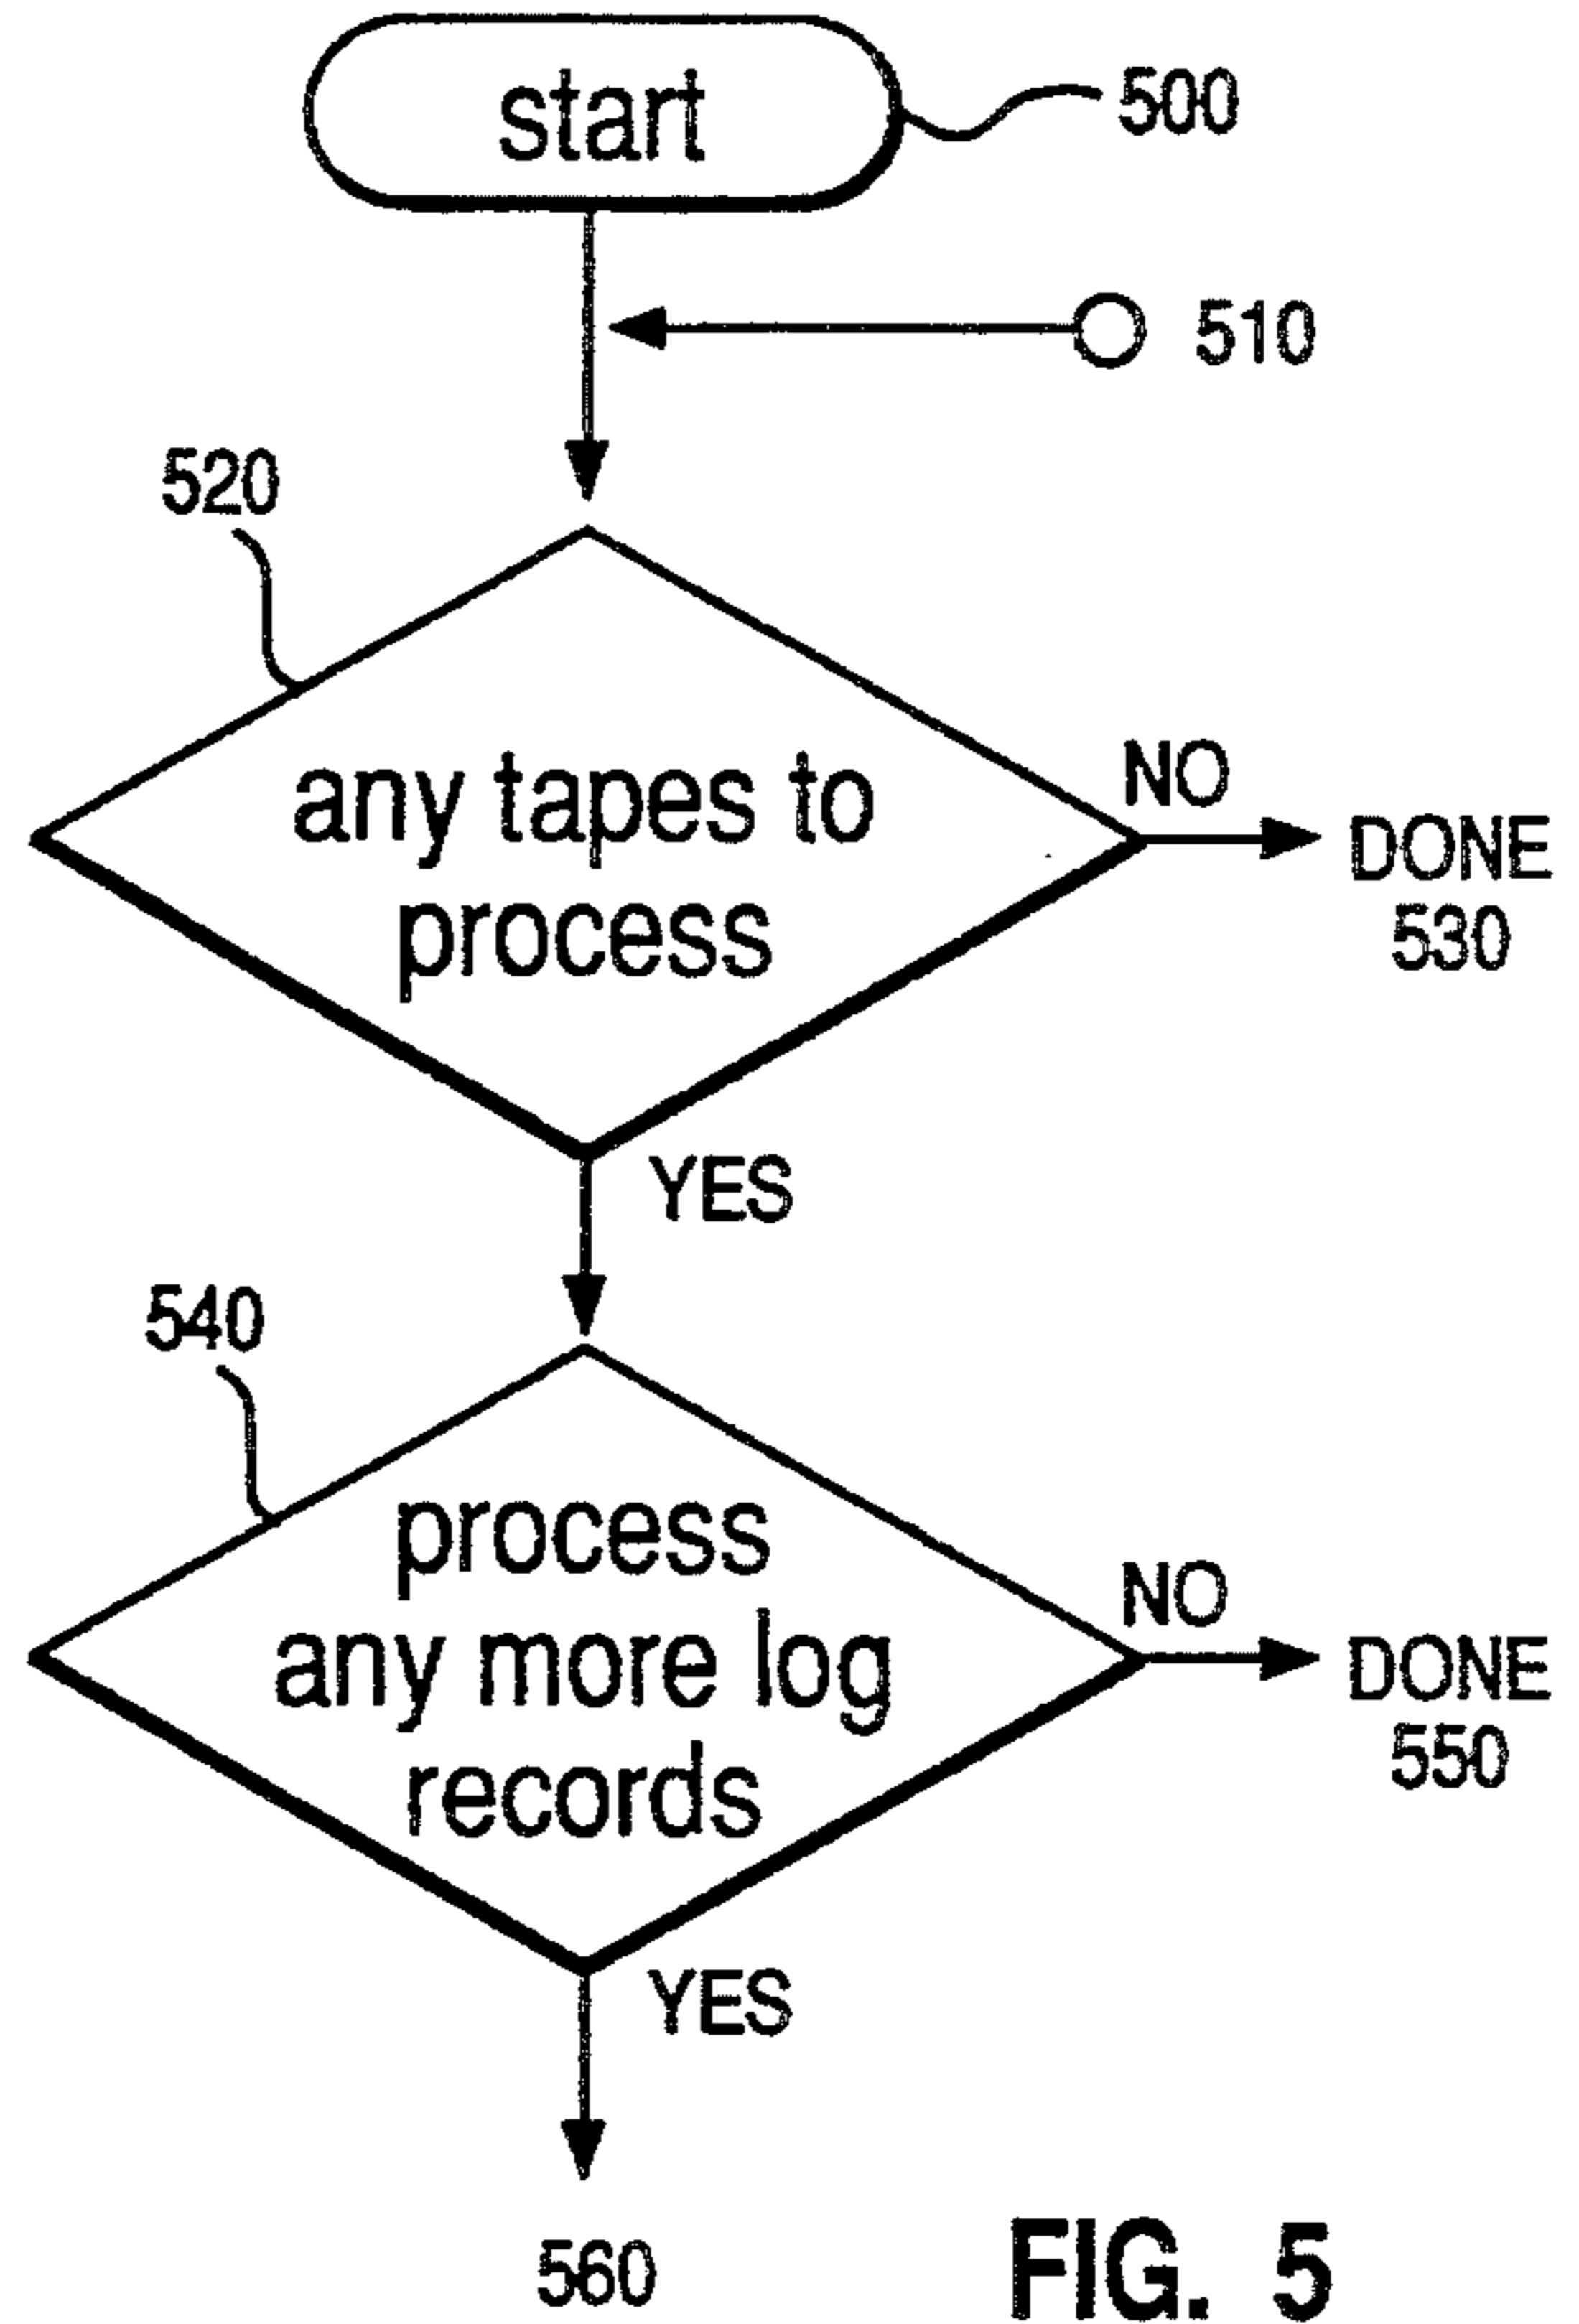 start
500
510
520
any tapes to
process
NO
DONE
530
YES
540
process
any more log
records
NO
DONE
550
YES
560
FIG. 5